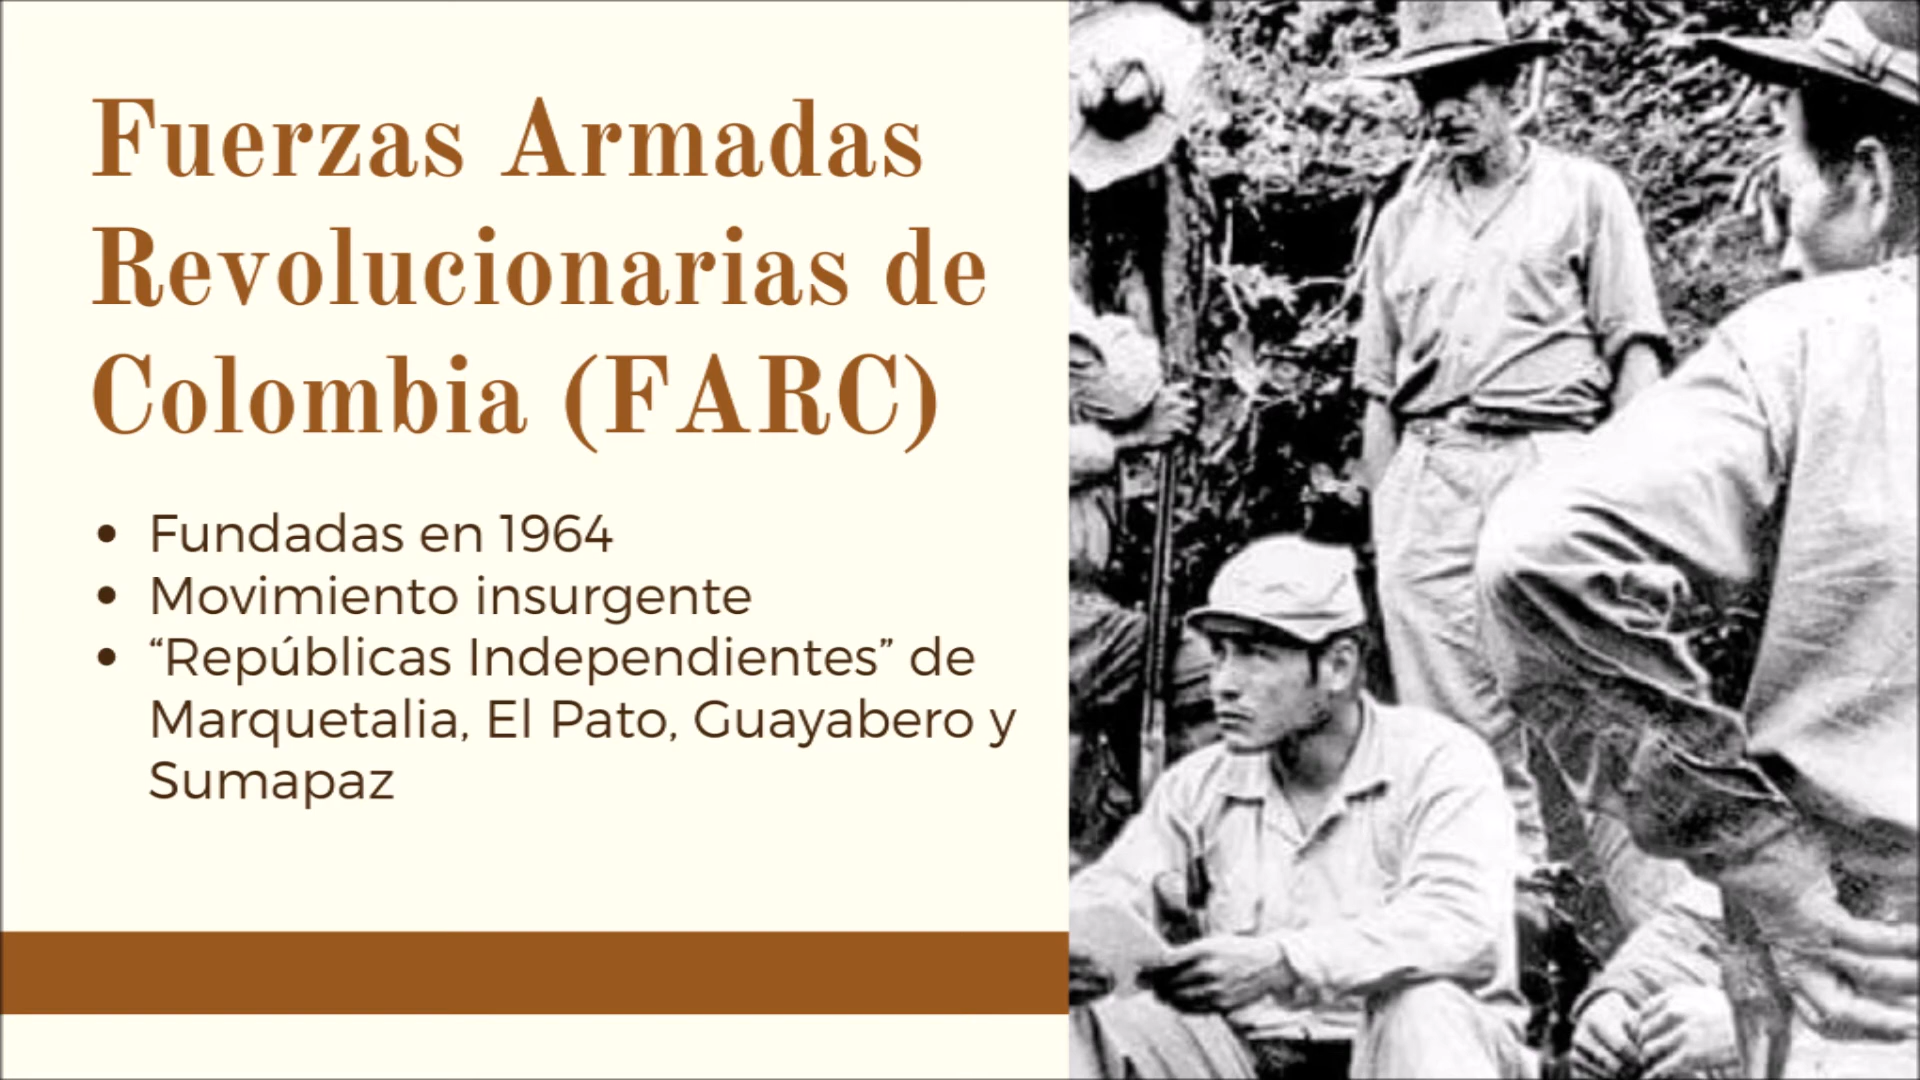 Fuerzas Armadas
Revolucionarias de
Colombia (FARC)
• Fundadas en 1964
• Movimiento insurgente
• “Repúblicas Independientes” de
Marquetalia, El Pato, Guayabero y
Sumapaz